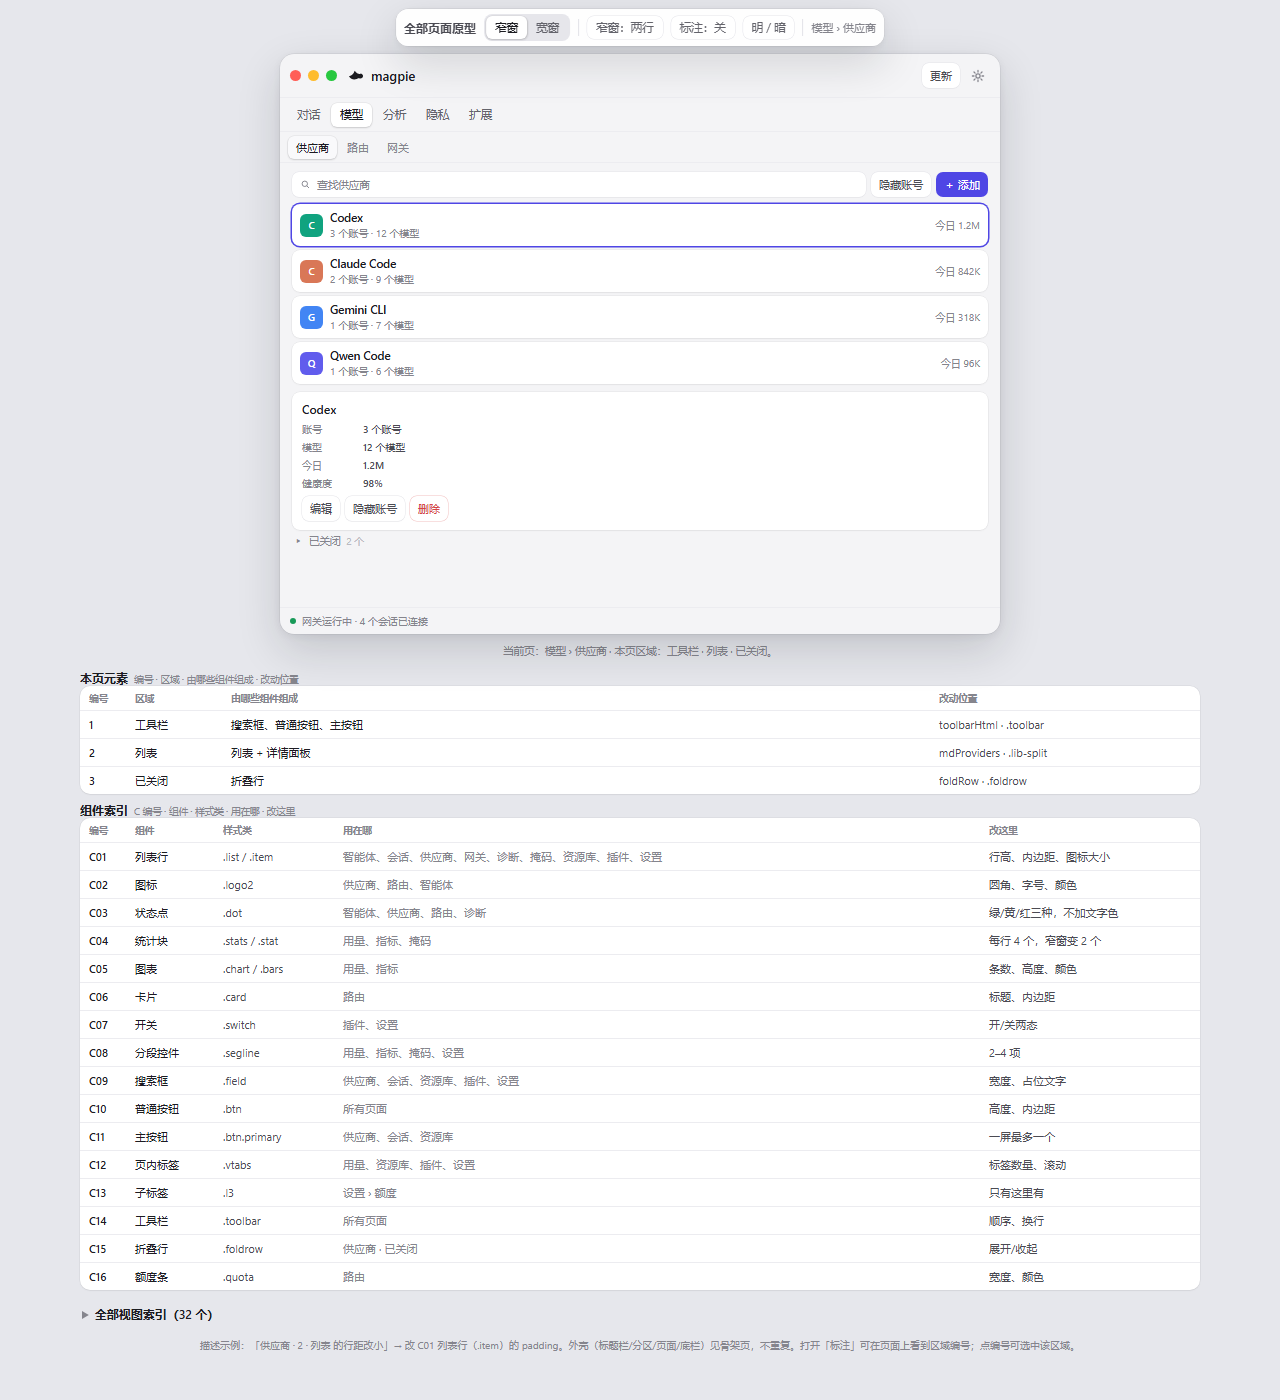 全部页面原型 窄窗 宽窗 窄窗：两行 标注：关 明 / 暗 模型 › 供应商
magpie 更新
对话 模型 分析 隐私 扩展
供应商 路由 网关
查找供应商 隐藏账号 + 添加
C Codex
3 个账号 · 12 个模型 今日 1.2M
C Claude Code
2 个账号 · 9 个模型 今日 842K
G Gemini CLI
1 个账号 · 7 个模型 今日 318K
Q Qwen Code
1 个账号 · 6 个模型 今日 96K
Codex
账号 3 个账号
模型 12 个模型
今日 1.2M
健康度 98%
编辑 隐藏账号 删除
▸ 已关闭 2 个
网关运行中 · 4 个会话已连接
当前页：模型 › 供应商 · 本页区域：工具栏 · 列表 · 已关闭。
本页元素 编号 · 区域 · 由哪些组件组成 · 改动位置
编号 区域 由哪些组件组成 改动位置
1 工具栏 搜索框、普通按钮、主按钮 toolbarHtml · .toolbar
2 列表 列表 + 详情面板 mdProviders · .lib-split
3 已关闭 折叠行 foldRow · .foldrow
组件索引 C 编号 · 组件 · 样式类 · 用在哪 · 改这里
编号 组件 样式类 用在哪 改这里
C01 列表行 .list / .item 智能体、会话、供应商、网关、诊断、掩码、资源库、插件、设置 行高、内边距、图标大小
C02 图标 .logo2 供应商、路由、智能体 圆角、字号、颜色
C03 状态点 .dot 智能体、供应商、路由、诊断 绿/黄/红三种，不加文字色
C04 统计块 .stats / .stat 用量、指标、掩码 每行 4 个，窄窗变 2 个
C05 图表 .chart / .bars 用量、指标 条数、高度、颜色
C06 卡片 .card 路由 标题、内边距
C07 开关 .switch 插件、设置 开/关两态
C08 分段控件 .segline 用量、指标、掩码、设置 2–4 项
C09 搜索框 .field 供应商、会话、资源库、插件、设置 宽度、占位文字
C10 普通按钮 .btn 所有页面 高度、内边距
C11 主按钮 .btn.primary 供应商、会话、资源库 一屏最多一个
C12 页内标签 .vtabs 用量、资源库、插件、设置 标签数量、滚动
C13 子标签 .l3 设置 › 额度 只有这里有
C14 工具栏 .toolbar 所有页面 顺序、换行
C15 折叠行 .foldrow 供应商 · 已关闭 展开/收起
C16 额度条 .quota 路由 宽度、颜色
▶ 全部视图索引（32 个）
描述示例：「供应商 · 2 · 列表 的行距改小」→ 改 C01 列表行（.item）的 padding。外壳（标题栏/分区/页面/底栏）见骨架页，不重复。打开「标注」可在页面上看到区域编号；点编号可选中该区域。